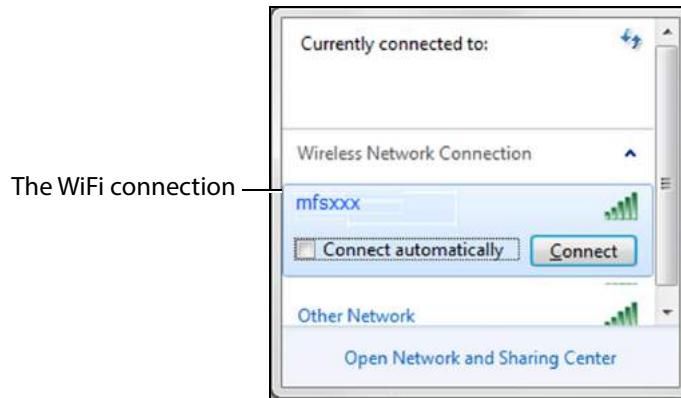 Currently connected to:
Wireless Network Connection
The WiFi connection
mfsxxx
Connect automatically
Connect
Other Network
Open Network and Sharing Center